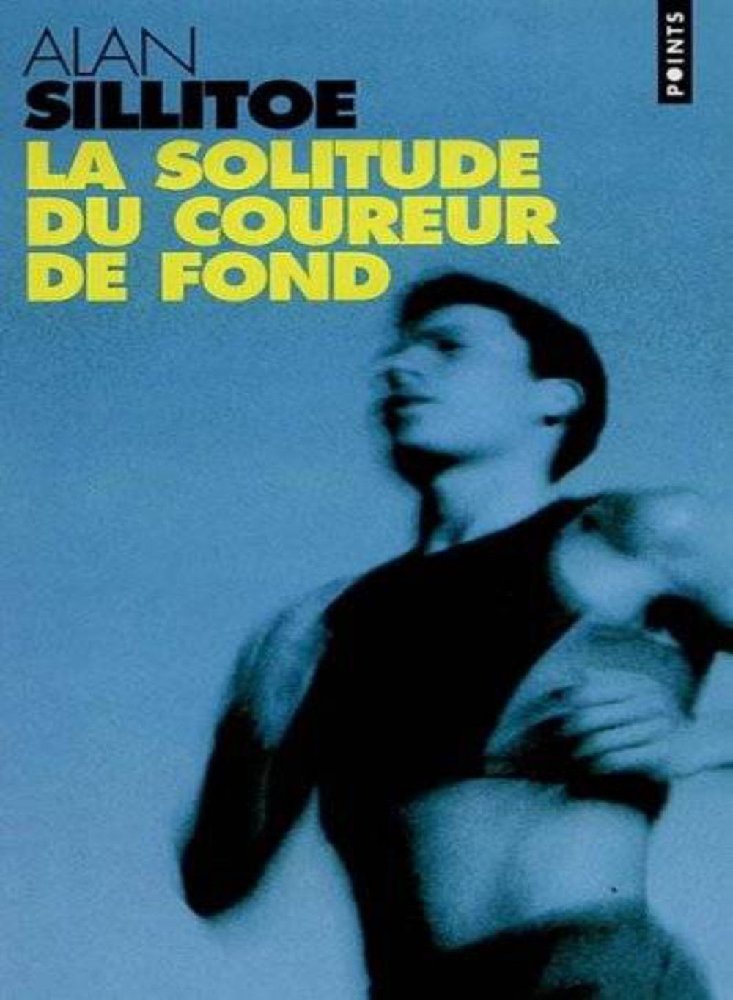 ALAN
SILLITOE
LA SOLITUDE
DU COUREUR
DE FOND
POINTS